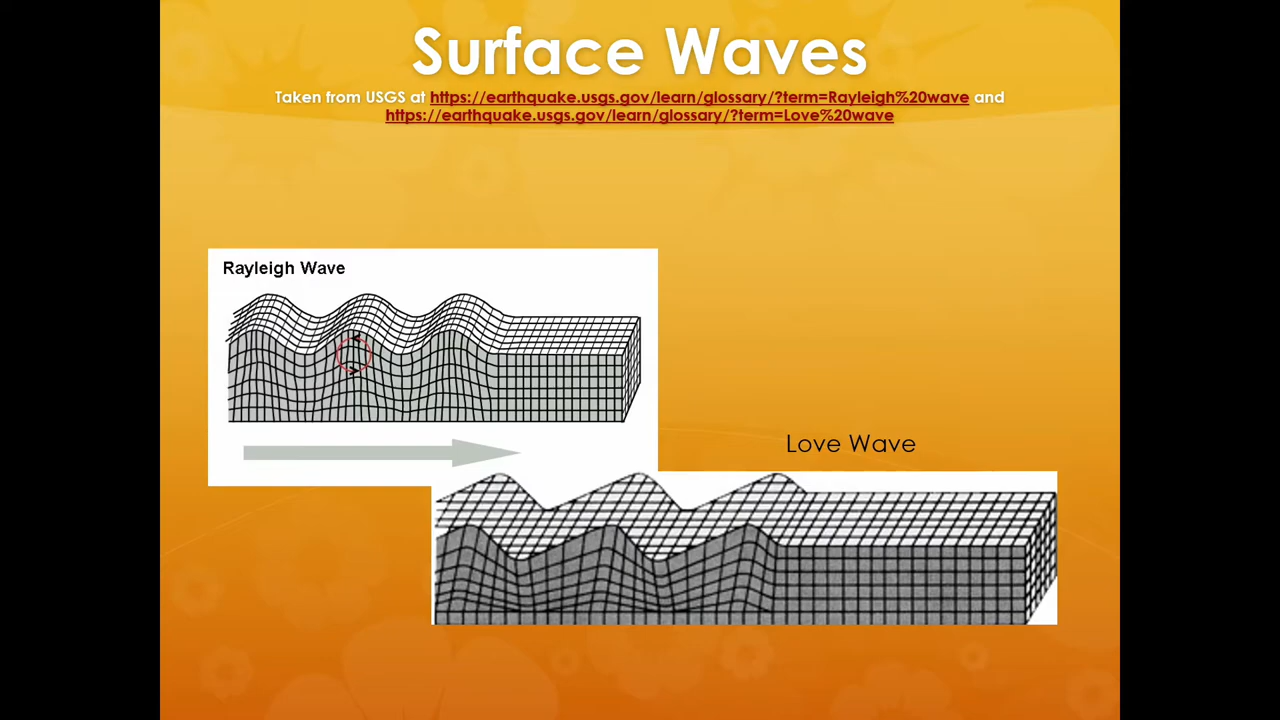 Surface Waves
Taken from USGS at https://earthquake.usgs.gov/learn/glossary/?term=Rayleigh%20wave and
https://earthquake.usgs.gov/learn/glossary/?term=Love%20wave
Rayleigh Wave
Love Wave